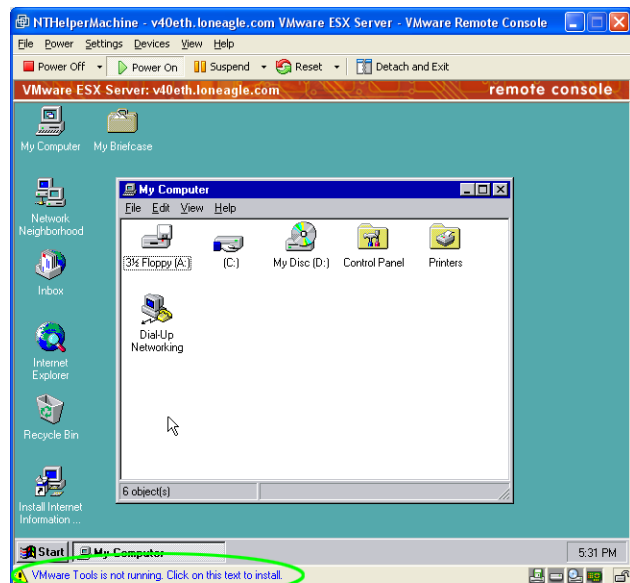 NTHelperMachine - v40eth.loneagle.com VMware ESX Server - VMware Remote Console
File Power Settings Devices View Help
Power Off Power On Suspend Reset Detach and Exit
VMware ESX Server: v40eth.loneagle.com remote console
My Computer My Briefcase
Network
Neighborhood
Inbox
Internet
Explorer
Recycle Bin
Install Internet
Information ...
My Computer
File Edit View Help
3½ Floppy (A:) (C:) My Disc (D:) Control Panel Printers
Dial-Up
Networking
6 object(s)
Start My Computer 5:31 PM
VMware Tools is not running. Click on this text to install.